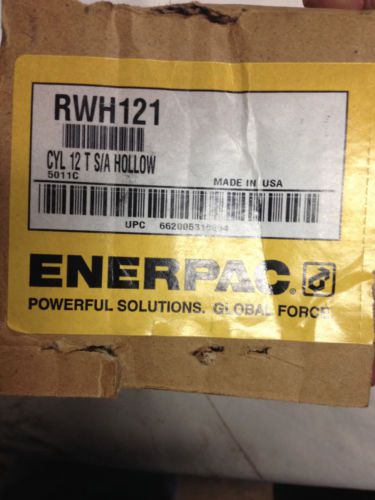 RWH121
CYL 12 T S/A HOLLOW
5011C MADE IN USA
UPC
ENERPAC
POWERFUL SOLUTIONS. GLOBAL FORCE.